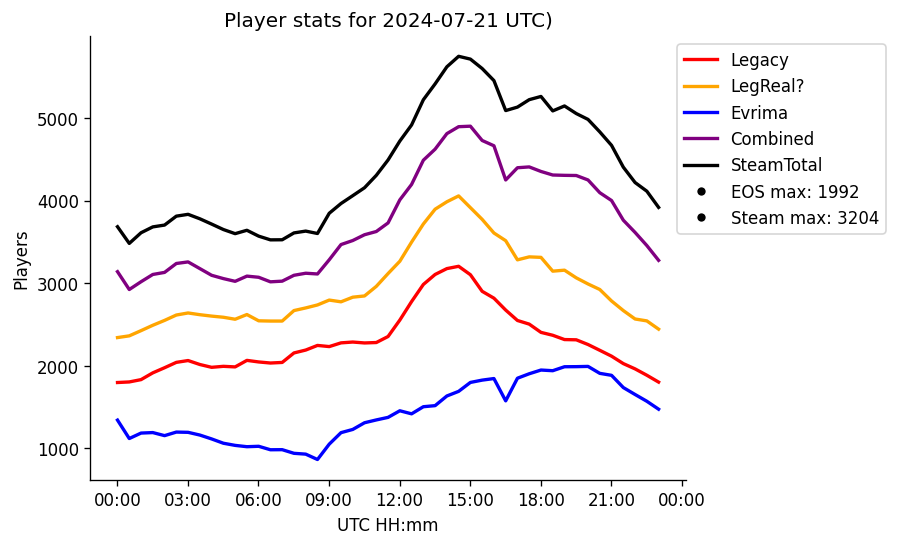 Player stats for 2024-07-21 UTC)
Legacy
LegReal?
Evrima
Combined
SteamTotal
EOS max: 1992
Steam max: 3204
Players
5000
4000
3000
2000
1000
00:00 03:00 06:00 09:00 12:00 15:00 18:00 21:00 00:00
UTC HH:mm